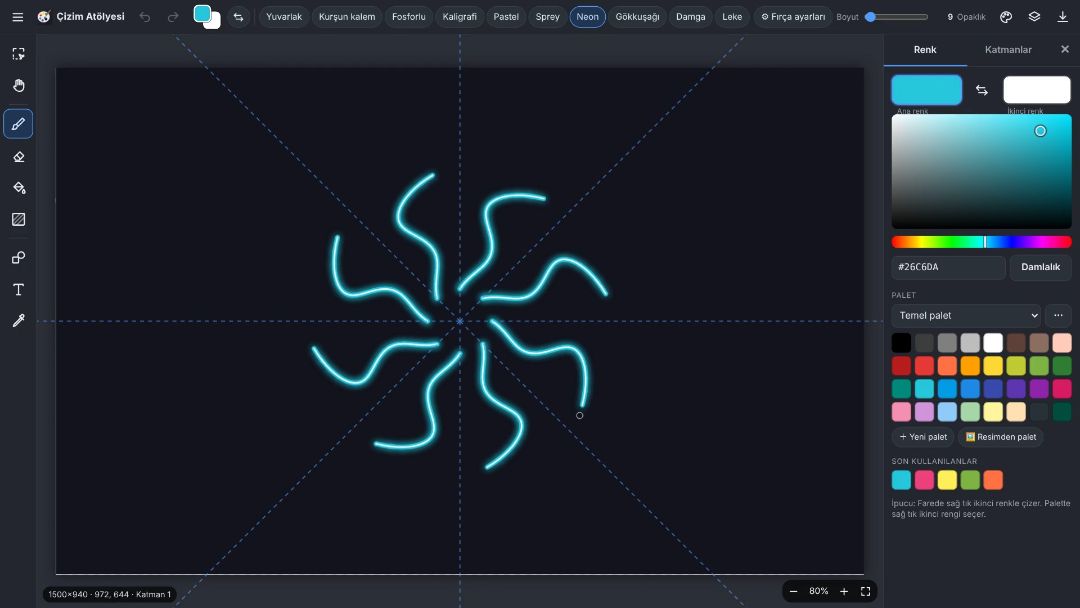 Çizim Atölyesi
Yuvarlak
Kurşun kalem
Fosforlu
Kaligrafi
Pastel
Sprey
Neon
Gökkuşağı
Damga
Leke
⚙ Fırça ayarları
Boyut
9
Opaklık
Renk
Katmanlar
Ana renk
İkinci renk
#26C6DA
Damlalık
PALET
Temel palet
+ Yeni palet
Resimden palet
SON KULLANILANLAR
İpucu: Farede sağ tık ikinci renkle çizer. Palette
sağ tık ikinci rengi seçer.
1500×940 · 972, 644 · Katman 1
80%